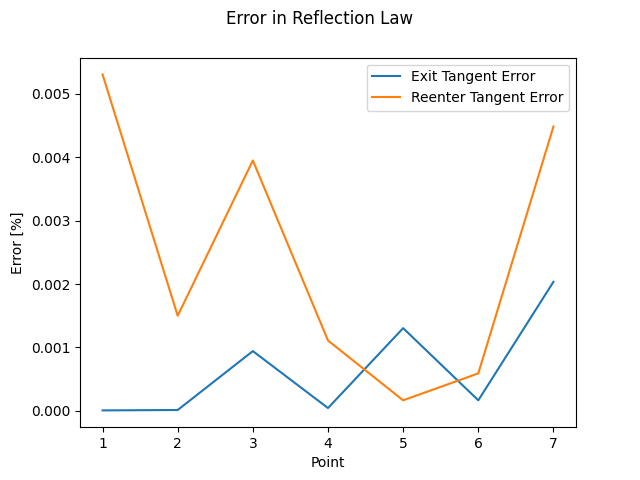 Error in Reflection Law
Exit Tangent Error
Reenter Tangent Error
0.005
0.004
0.003
0.002
0.001
0.000
Error [%]
1 2 3 4 5 6 7
Point